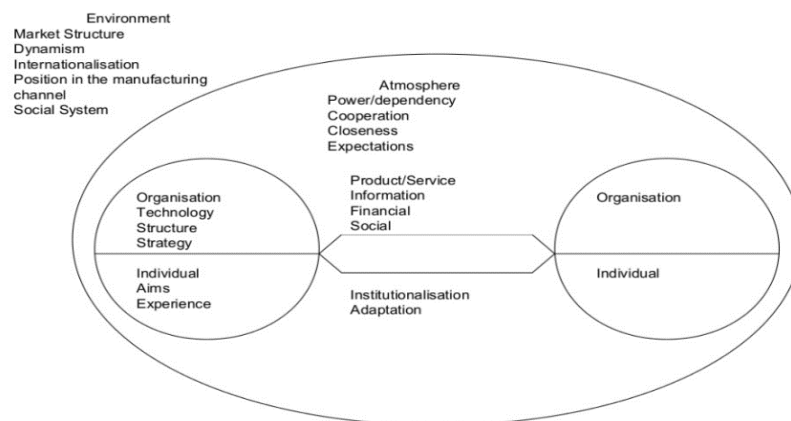 Environment
Market Structure
Dynamism
Internationalisation
Position in the manufacturing
channel
Social System
Atmosphere
Power/dependency
Cooperation
Closeness
Expectations
Product/Service
Information
Financial
Social
Organisation
Technology
Structure
Strategy
Individual
Aims
Experience
Institutionalisation
Adaptation
Organisation
Individual